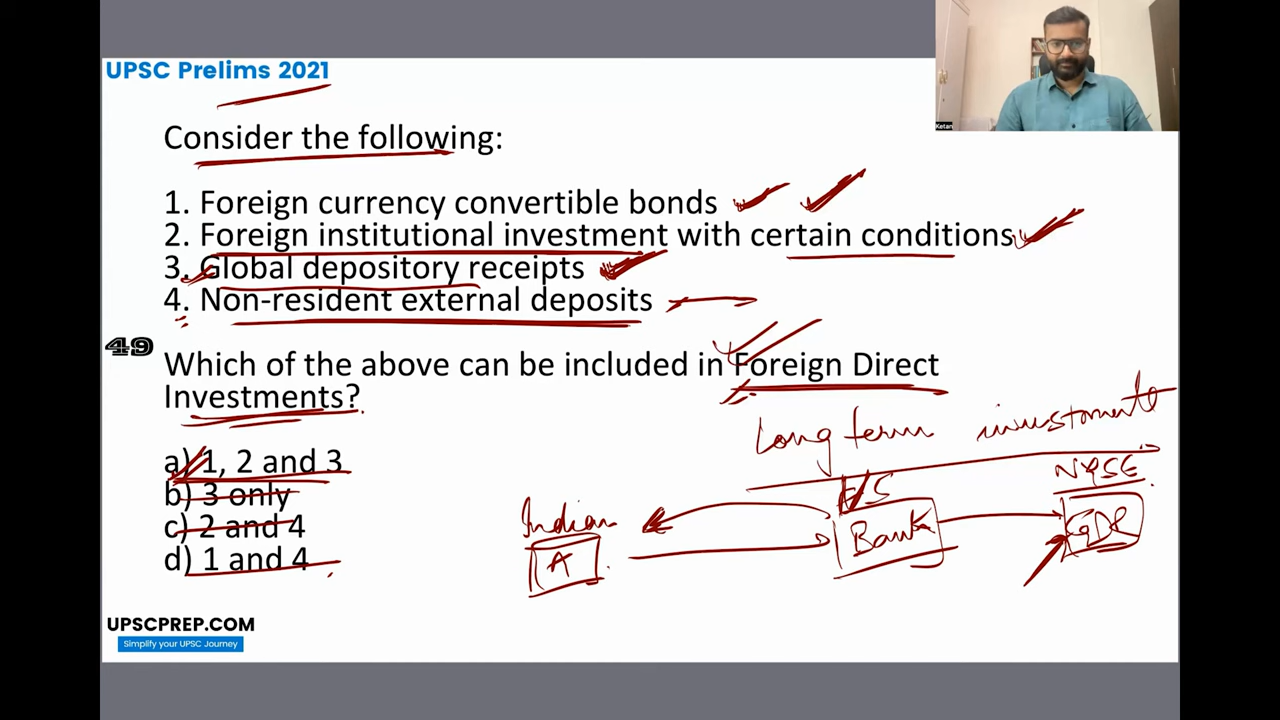 UPSC Prelims 2021
Consider the following:
1. Foreign currency convertible bonds
2. Foreign institutional investment with certain conditions
3. Global depository receipts
4. Non-resident external deposits
49
Which of the above can be included in Foreign Direct
Investments?
Long term investments
a) 1, 2 and 3
b) 3 only
c) 2 and 4
d) 1 and 4
Indian
A
Bank
NYSE
GDR
UPSCPREP.COM
Simplify your UPSC Journey
Ketan